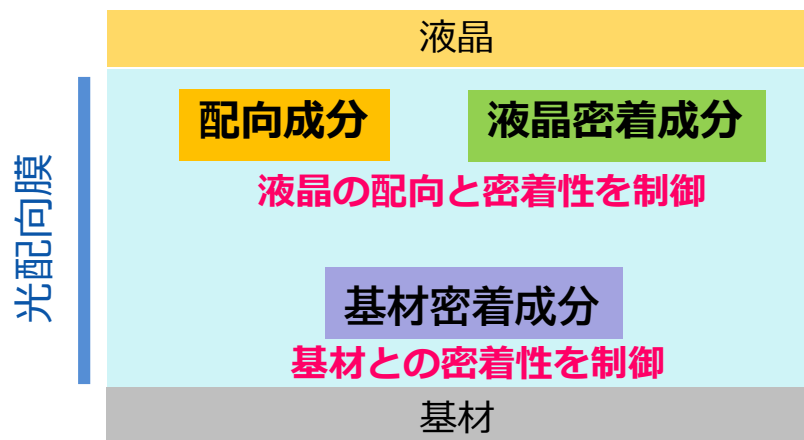 液晶
配向成分
液晶密着成分
液晶の配向と密着性を制御
光配向膜
基材密着成分
基材との密着性を制御
基材